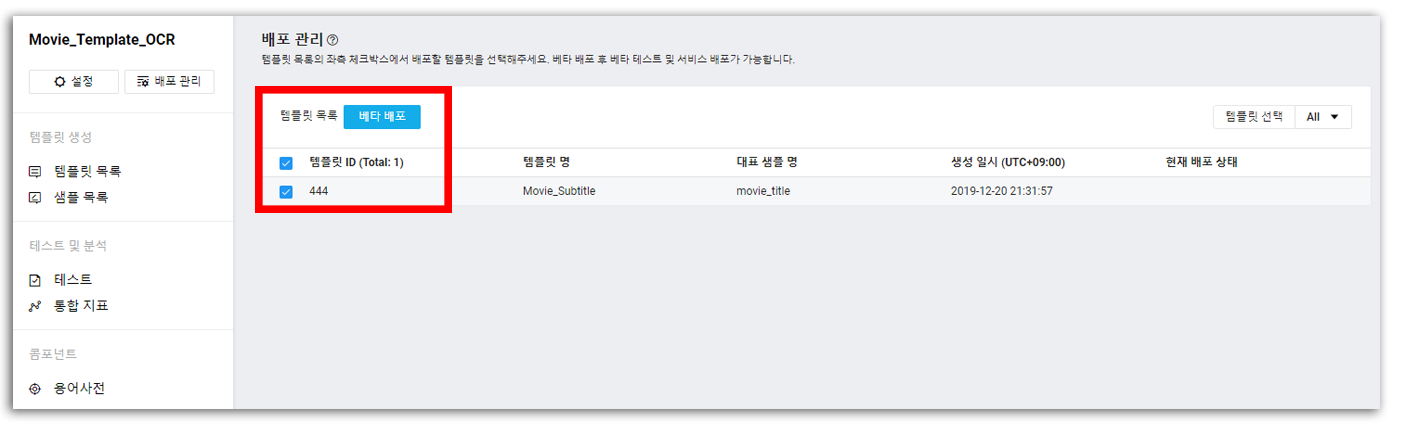 Movie_Template_OCR
설정
배포 관리
템플릿 생성
템플릿 목록
샘플 목록
테스트 및 분석
테스트
통합 지표
콤포넌트
용어사전
배포 관리
템플릿 목록의 좌측 체크박스에서 배포할 템플릿을 선택해주세요. 베타 배포 후 베타 테스트 및 서비스 배포가 가능합니다.
템플릿 목록 베타 배포
템플릿 선택 All
템플릿 ID (Total: 1) 템플릿 명 대표 샘플 명 생성 일시 (UTC+09:00) 현재 배포 상태
444 Movie_Subtitle movie_title 2019-12-20 21:31:57